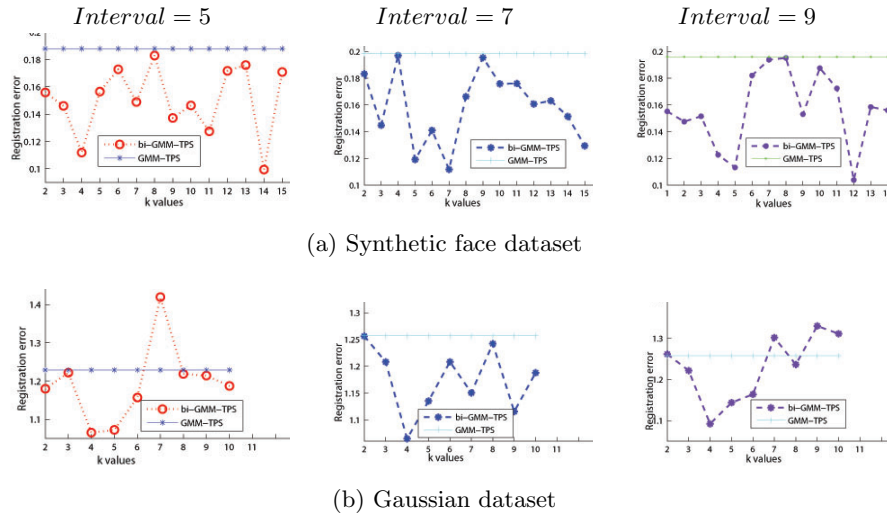 Interval = 5
Interval = 7
Interval = 9
0.2
0.18
0.16
0.14
0.12
0.1
Registration error
bi-GMM-TPS
GMM-TPS
2 3 4 5 6 7 8 9 10 11 12 13 14 15
k values
0.2
0.18
0.16
0.14
0.12
0.1
Registration error
bi-GMM-TPS
GMM-TPS
2 3 4 5 6 7 8 9 10 11 12 13 14 15
k values
0.2
0.18
0.16
0.14
0.12
0.1
Registration error
bi-GMM-TPS
GMM-TPS
1 2 3 4 5 6 7 8 9 10 11 12 13
k values
(a) Synthetic face dataset
1.4
1.3
1.2
1.1
Registration error
bi-GMM-TPS
GMM-TPS
2 3 4 5 6 7 8 9 10 11
k values
1.3
1.25
1.2
1.15
1.1
Registration error
bi-GMM-TPS
GMM-TPS
2 3 4 5 6 7 8 9 10 11
k values
1.3
1.2
1.1
Registration error
bi-GMM-TPS
GMM-TPS
2 3 4 5 6 7 8 9 10 11
k values
(b) Gaussian dataset